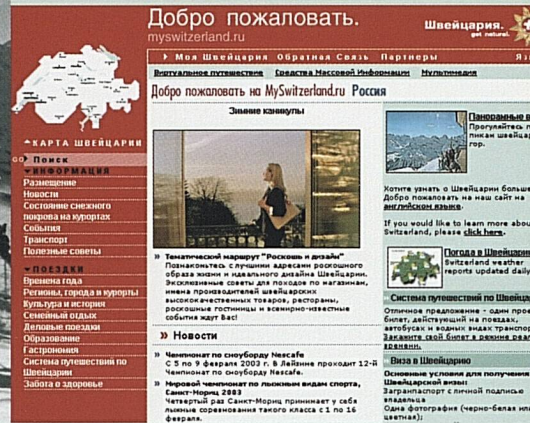 Добро пожаловать.
myswitzerland.ru
Швейцария.
get natural.
Моя Швейцария Обратная Связь Партнеры
Виртуальное путешествие Средства Массовой Информации Мультимедия
Добро пожаловать на MySwitzerland.ru Россия
КАРТА ШВЕЙЦАРИИ
GO Поиск
ИНФОРМАЦИЯ
Размещение
Новости
Состояние снежного
покрова на курортах
События
Транспорт
Полезные советы
ПОЕЗДКИ
Времена года
Регионы, города и курорты
Культура и история
Семейный отдых
Деловые поездки
Образование
Гастрономия
Система путешествий по
Швейцарии
Забота о здоровье
Зимние каникулы
» Тематический маршрут "Роскошь и дизайн"
Познакомьтесь с лучшими адресами роскошного
образа жизни и идеального дизайна Швейцарии.
Эксклюзивные советы для походов по магазинам,
имена производителей швейцарских
высококачественных товаров, рестораны,
роскошные гостиницы и всемирно-известные
события ждут Вас!
» Новости
» Чемпионат по сноуборду Nescafe
С 5 по 9 февраля 2003 г. В Лейзине проходит 12-й
Чемпионат по сноуборду Nescafe.
» Мировой чемпионат по лыжным видам спорта,
Санкт-Мориц 2003
Четвертый раз Санкт-Мориц принимает у себя
лыжные соревнования такого класса с 1 по 16
февраля.
Панорамные в
Прогуляйтесь п
пикам швейца
гор.
Хотите узнать о Швейцарии больше
Добро пожаловать на наш сайт на
английском языке.
If you would like to learn more abou
Switzerland, please click here.
Погода в Швейцарии
Switzerland weather
reports updated daily
Система путешествий по Швейца
Отличное предложение - один прое
билет, действующий на поездах,
автобусах и водных видах транспор
Закажите свой билет в режиме реал
времени.
Виза в Швейцарию
Основные условия для получения
Швейцарской визы:
Загранпаспорт с личной подписью
владельца
Одна фотография (черно-белая или
цветная);